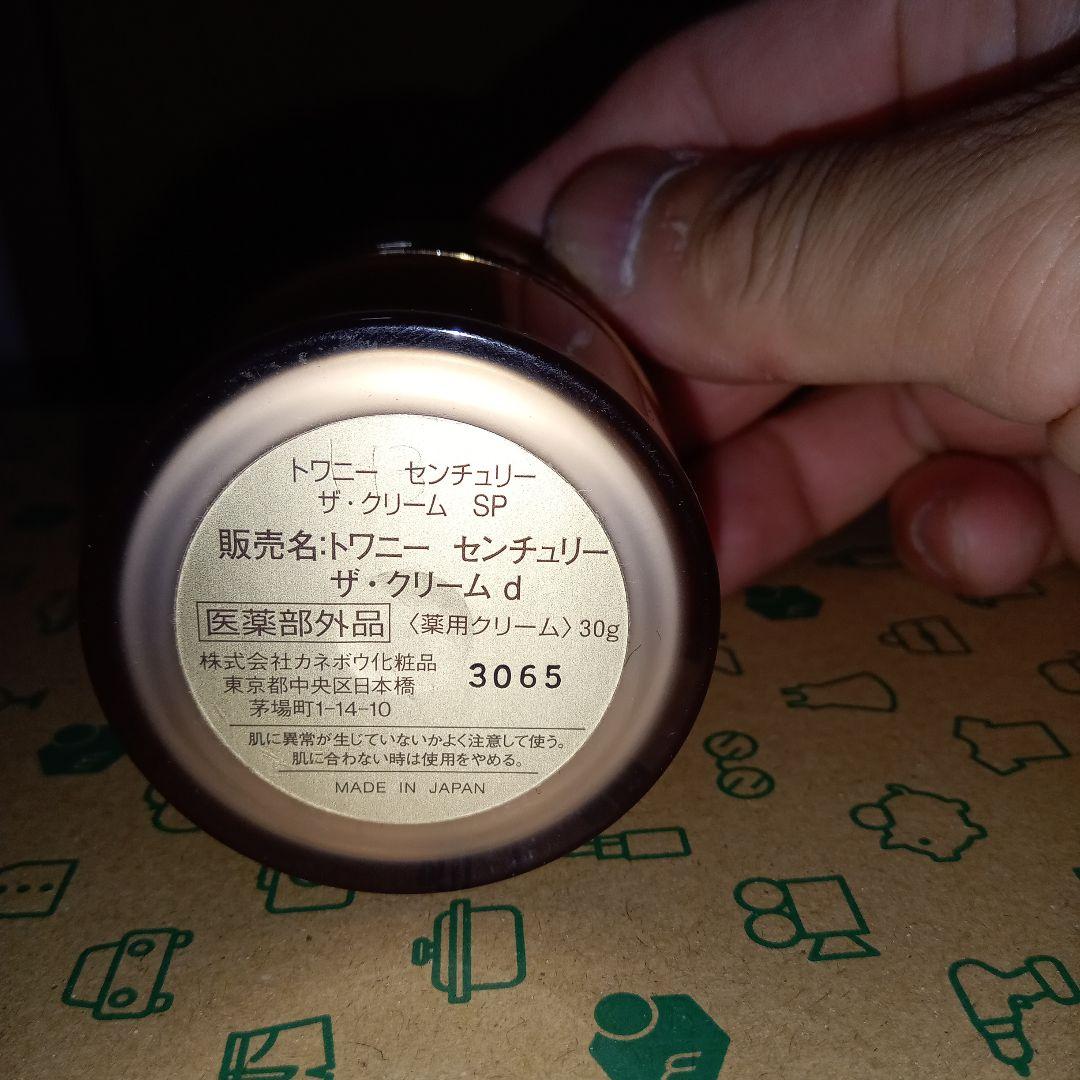 トワニー センチュリー
ザ・クリーム SP
販売名:トワニー センチュリー
ザ・クリーム d
医薬部外品 〈薬用クリーム〉30g
株式会社カネボウ化粧品
東京都中央区日本橋
茅場町1-14-10
3065
肌に異常が生じていないかよく注意して使う。
肌に合わない時は使用をやめる。
MADE IN JAPAN